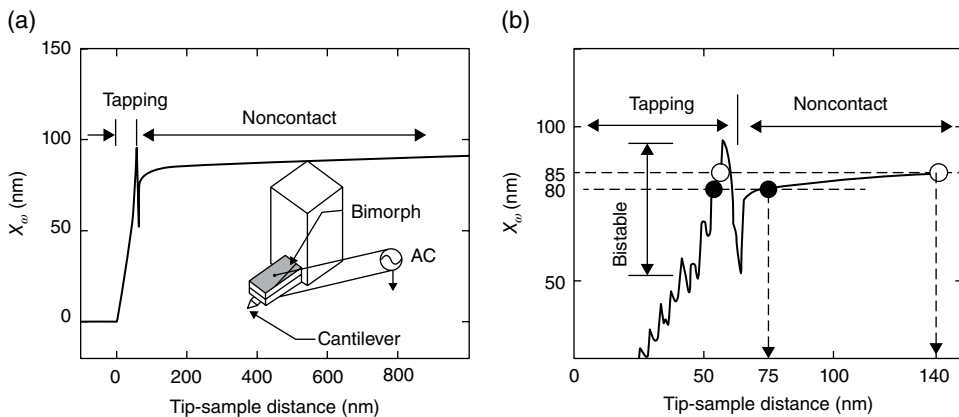 (a)
150
100
50
0
X_ω (nm)
Tapping
Noncontact
Bimorph
AC
Cantilever
0
200
400
600
800
Tip-sample distance (nm)
(b)
100
85
80
50
X_ω (nm)
Tapping
Noncontact
Bistable
0
50
75
100
140
Tip-sample distance (nm)